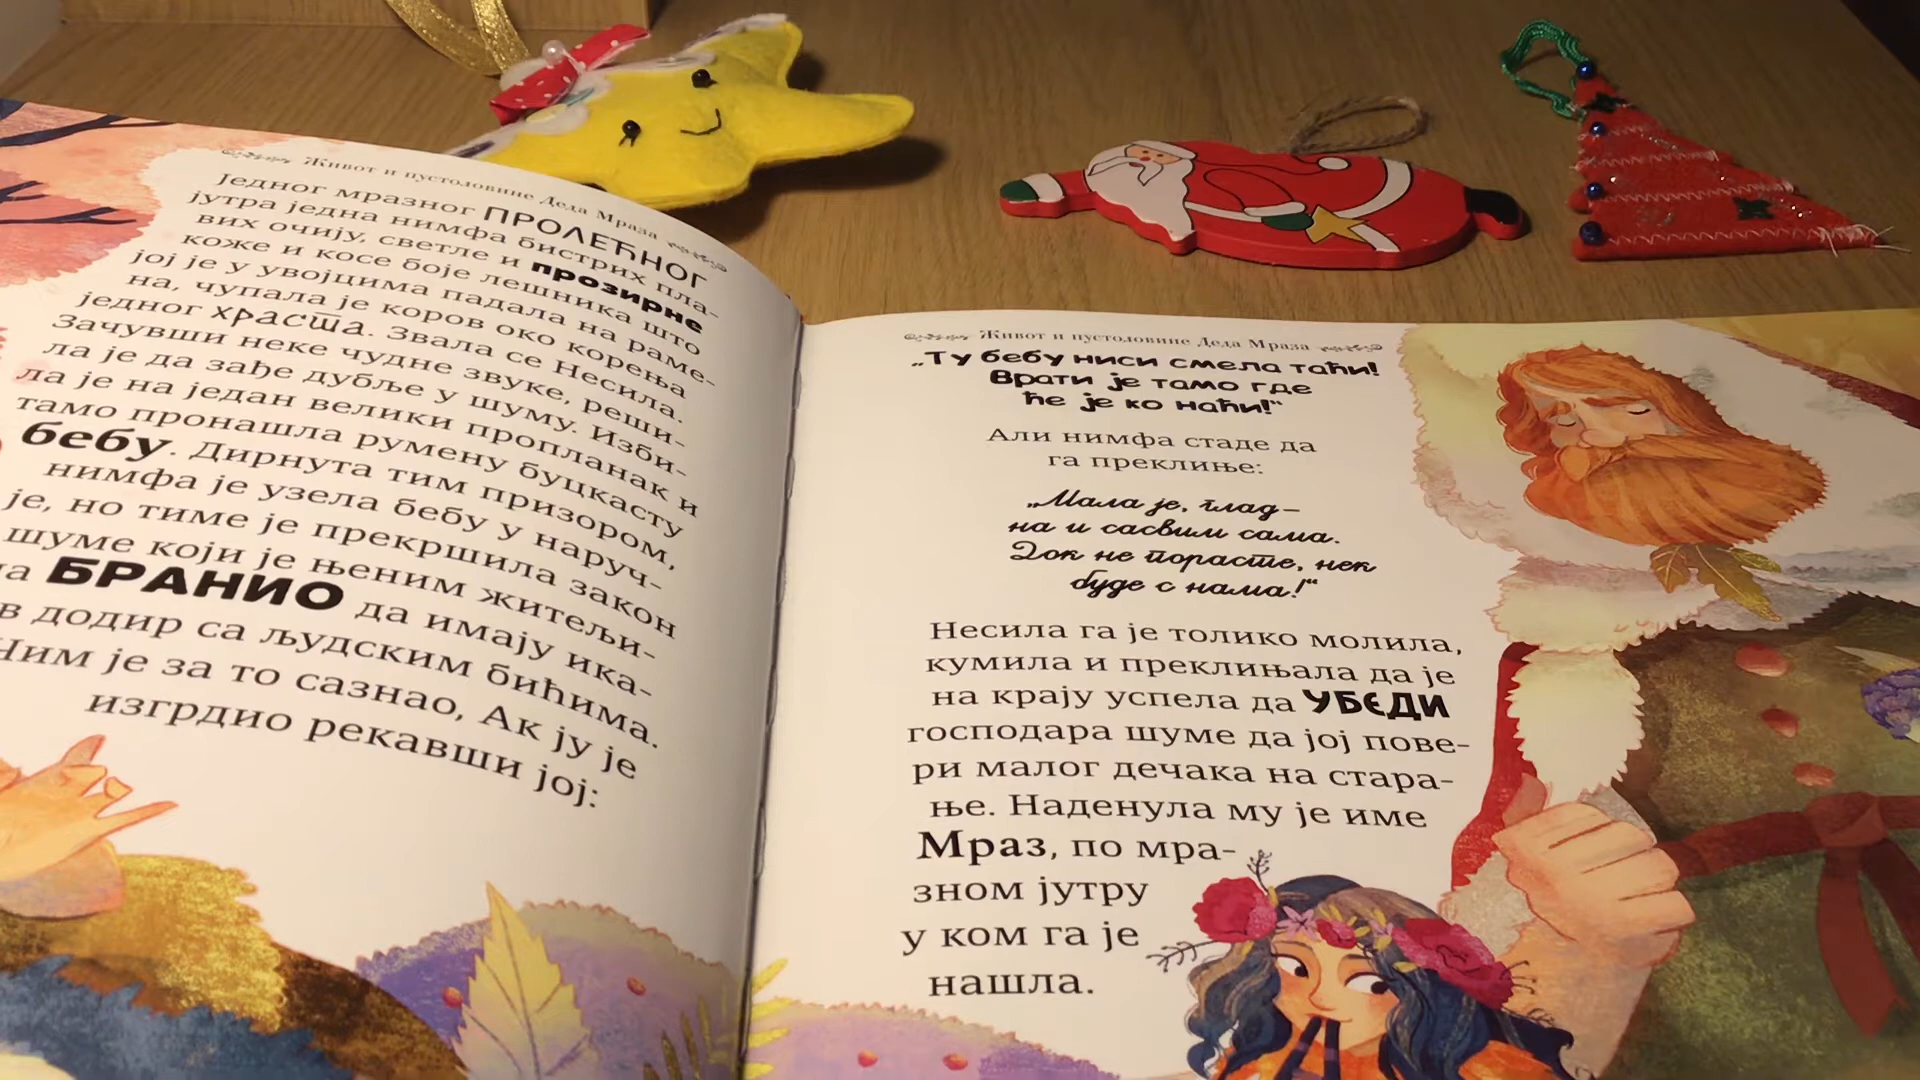 Живот и пустоловине Деда Мраза
Једног мразног ПРОЛЕЋНОГ
јутра једна нимфа бистрих пла-
вих очију, светле и прозирне
коже и косе боје лешника што
јој је у увојцима падала на раме-
на, чупала је коров око корења
једног храста. Звала се Несила.
Зачувши неке чудне звуке, реши-
ла је да зађе дубље у шуму. Изби-
ла је на један велики пропланак и
тамо пронашла румену буцкасту
бебу. Дирнута тим призором,
нимфа је узела бебу у наруч-
је, но тиме је прекршила закон
шуме који је њеним житељи-
на БРАНИО да имају ика-
в додир са људским бићима.
Чим је за то сазнао, Ак ју је
изгрдио рекавши јој:
Живот и пустоловине Деда Мраза
„Ту бебу ниси смела таћи!
Врати је тамо где
ће је ко наћи!“
Али нимфа стаде да
га преклиње:
„Мала је, глад-
на и сасвим сама.
Док не порасте, нек
буде с нама!“
Несила га је толико молила,
кумила и преклињала да је
на крају успела да УБЕДИ
господара шуме да јој пове-
ри малог дечака на стара-
ње. Наденула му је име
Мраз, по мра-
зном јутру
у ком га је
нашла.